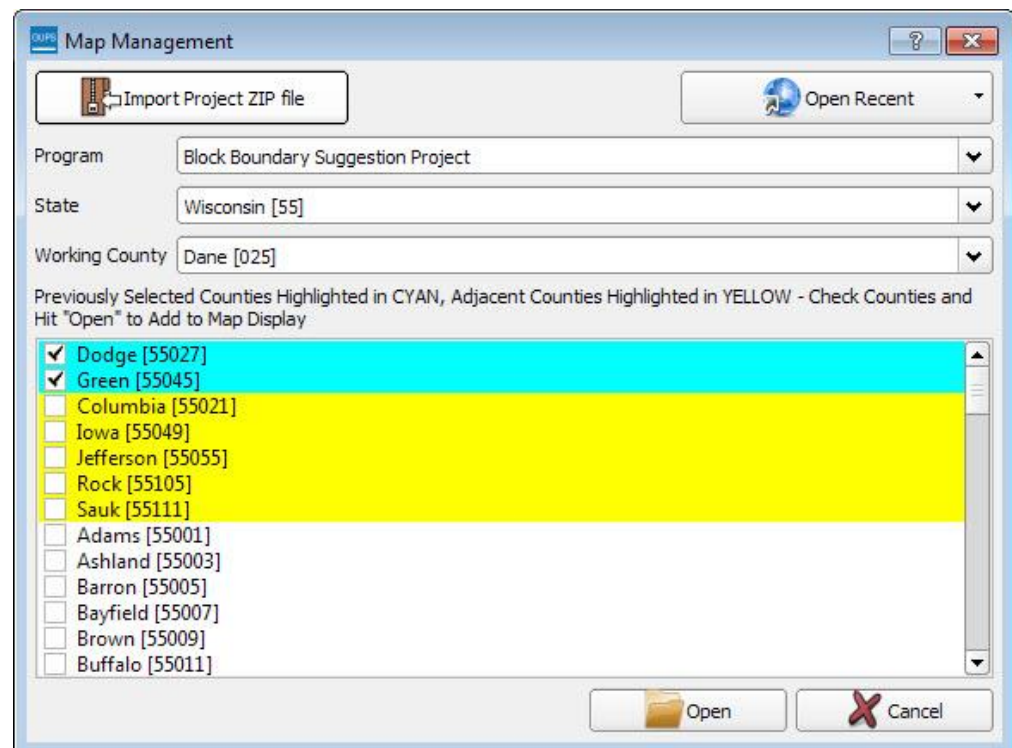 GUPS Map Management
Import Project ZIP file
Open Recent
Program Block Boundary Suggestion Project
State Wisconsin [55]
Working County Dane [025]
Previously Selected Counties Highlighted in CYAN, Adjacent Counties Highlighted in YELLOW - Check Counties and
Hit "Open" to Add to Map Display
Dodge [55027]
Green [55045]
Columbia [55021]
Iowa [55049]
Jefferson [55055]
Rock [55105]
Sauk [55111]
Adams [55001]
Ashland [55003]
Barron [55005]
Bayfield [55007]
Brown [55009]
Buffalo [55011]
Open
Cancel